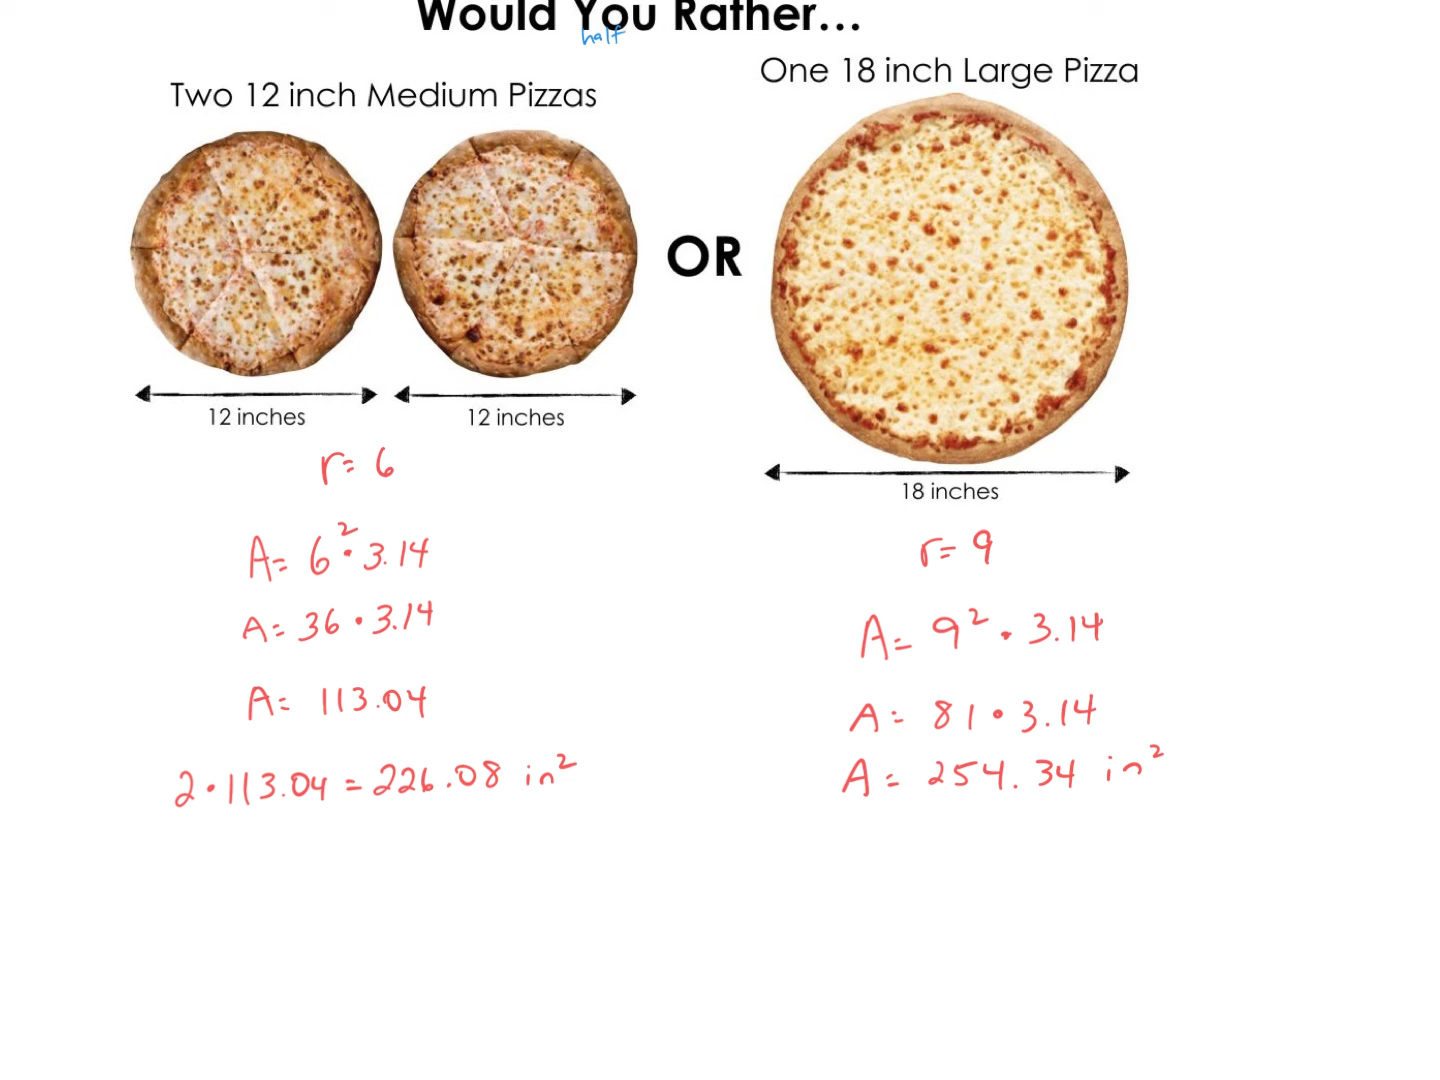 Would You Rather...
half
One 18 inch Large Pizza
Two 12 inch Medium Pizzas
OR
12 inches
12 inches
18 inches
r= 6
A= 6² • 3.14
A= 36 • 3.14
A= 113.04
2 • 113.04 = 226.08 in²
r= 9
A= 9² • 3.14
A= 81 • 3.14
A= 254.34 in²